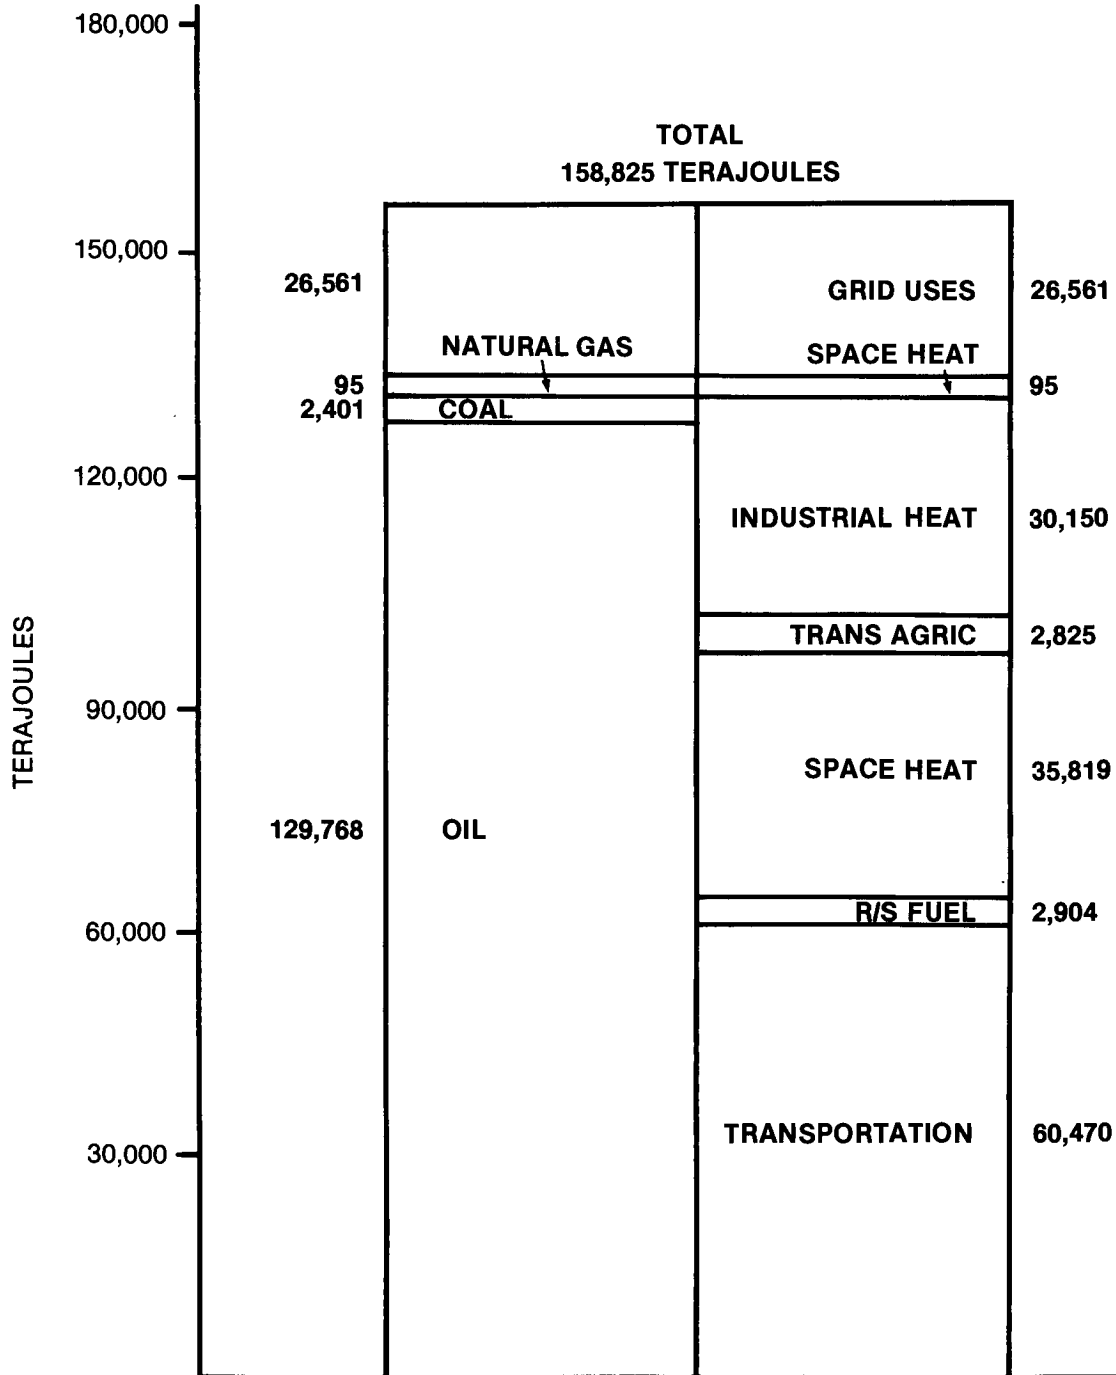 180,000
TOTAL
158,825 TERAJOULES
150,000
26,561
GRID USES
26,561
NATURAL GAS
SPACE HEAT
95
95
2,401
COAL
120,000
INDUSTRIAL HEAT
30,150
TRANS AGRIC
2,825
TERAJOULES
90,000
SPACE HEAT
35,819
129,768
OIL
R/S FUEL
2,904
60,000
TRANSPORTATION
60,470
30,000